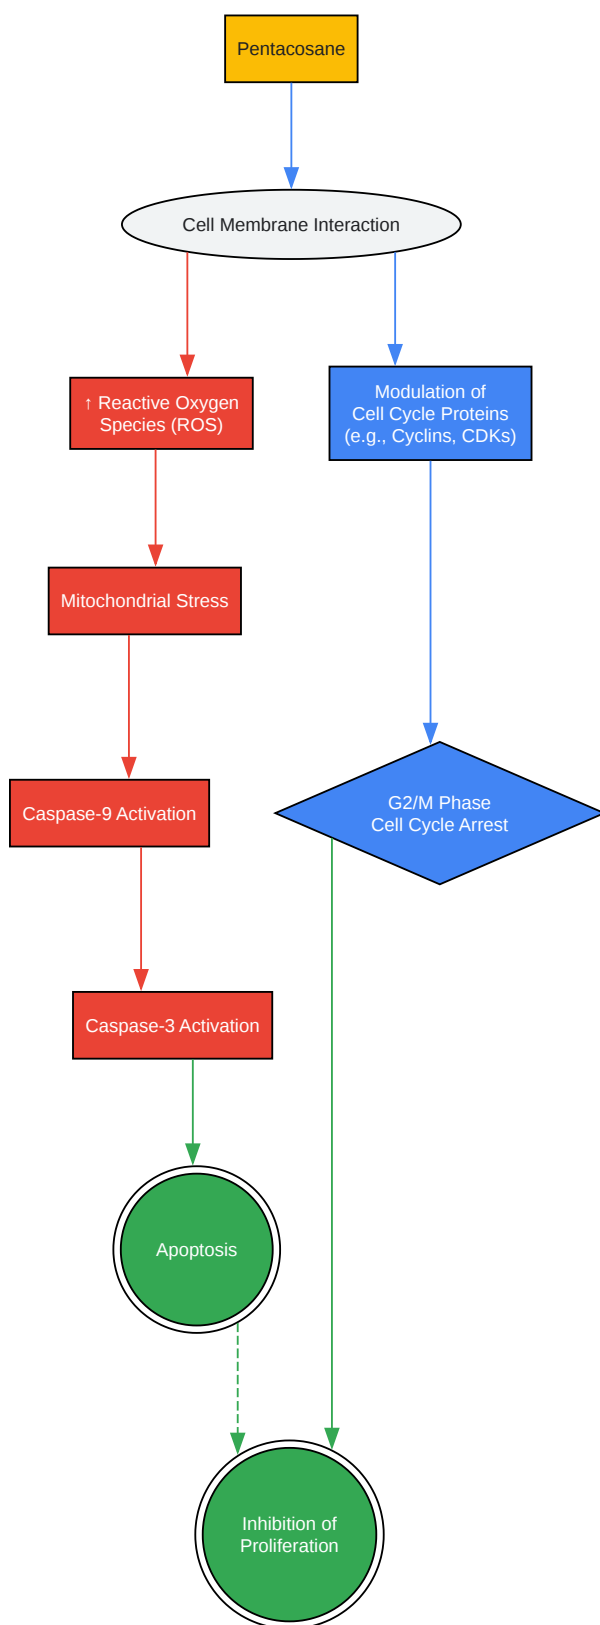 Pentacosane
Cell Membrane Interaction
↑ Reactive Oxygen
Species (ROS)
Modulation of
Cell Cycle Proteins
(e.g., Cyclins, CDKs)
Mitochondrial Stress
Caspase-9 Activation
G2/M Phase
Cell Cycle Arrest
Caspase-3 Activation
Apoptosis
Inhibition of
Proliferation